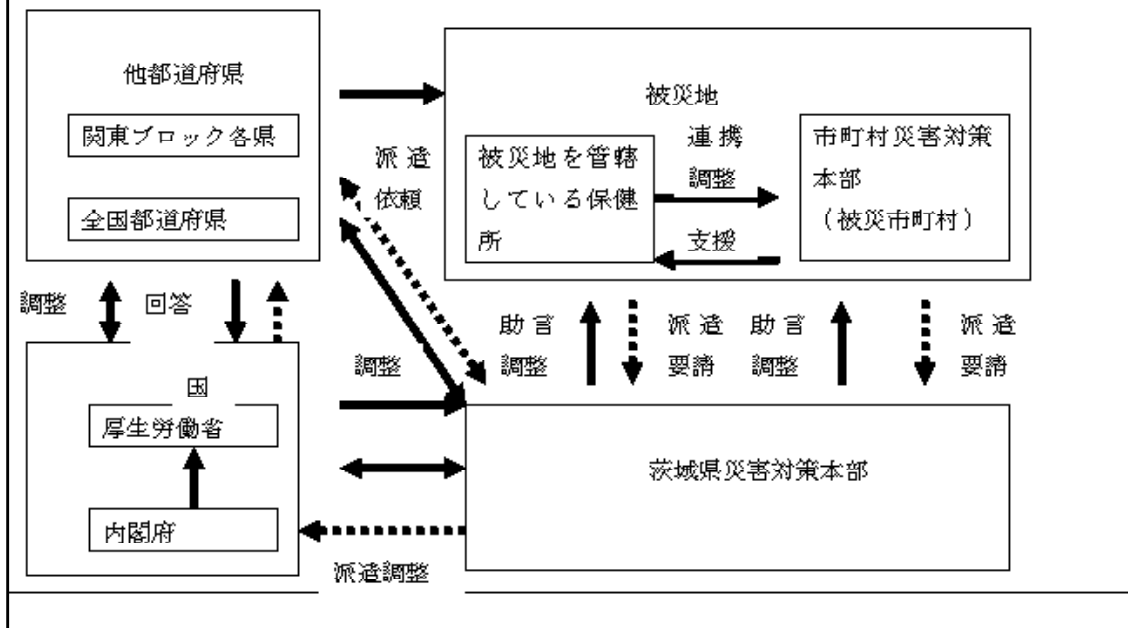 他都道府県
関東ブロック各県
全国都道府県
派遣
依頼
被災地
被災地を管轄
している保健
所
連携
調整
支援
市町村災害対策
本部
（被災市町村）
調整
回答
助言
調整
派遣
要請
助言
調整
派遣
要請
国
厚生労働省
内閣府
調整
茨城県災害対策本部
派遣調整